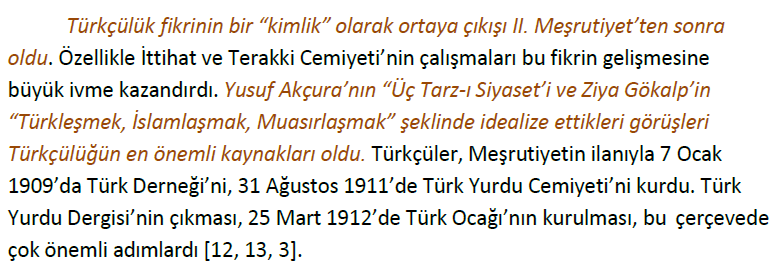 Türkçülük fikrinin bir “kimlik” olarak ortaya çıkışı II. Meşrutiyet’ten sonra
oldu. Özellikle İttihat ve Terakki Cemiyeti’nin çalışmaları bu fikrin gelişmesine
büyük ivme kazandırdı. Yusuf Akçura’nın “Üç Tarz-ı Siyaset’i ve Ziya Gökalp’in
“Türkleşmek, İslamlaşmak, Muasırlaşmak” şeklinde idealize ettikleri görüşleri
Türkçülüğün en önemli kaynakları oldu. Türkçüler, Meşrutiyetin ilanıyla 7 Ocak
1909’da Türk Derneği’ni, 31 Ağustos 1911’de Türk Yurdu Cemiyeti’ni kurdu. Türk
Yurdu Dergisi’nin çıkması, 25 Mart 1912’de Türk Ocağı’nın kurulması, bu çerçevede
çok önemli adımlardı [12, 13, 3].